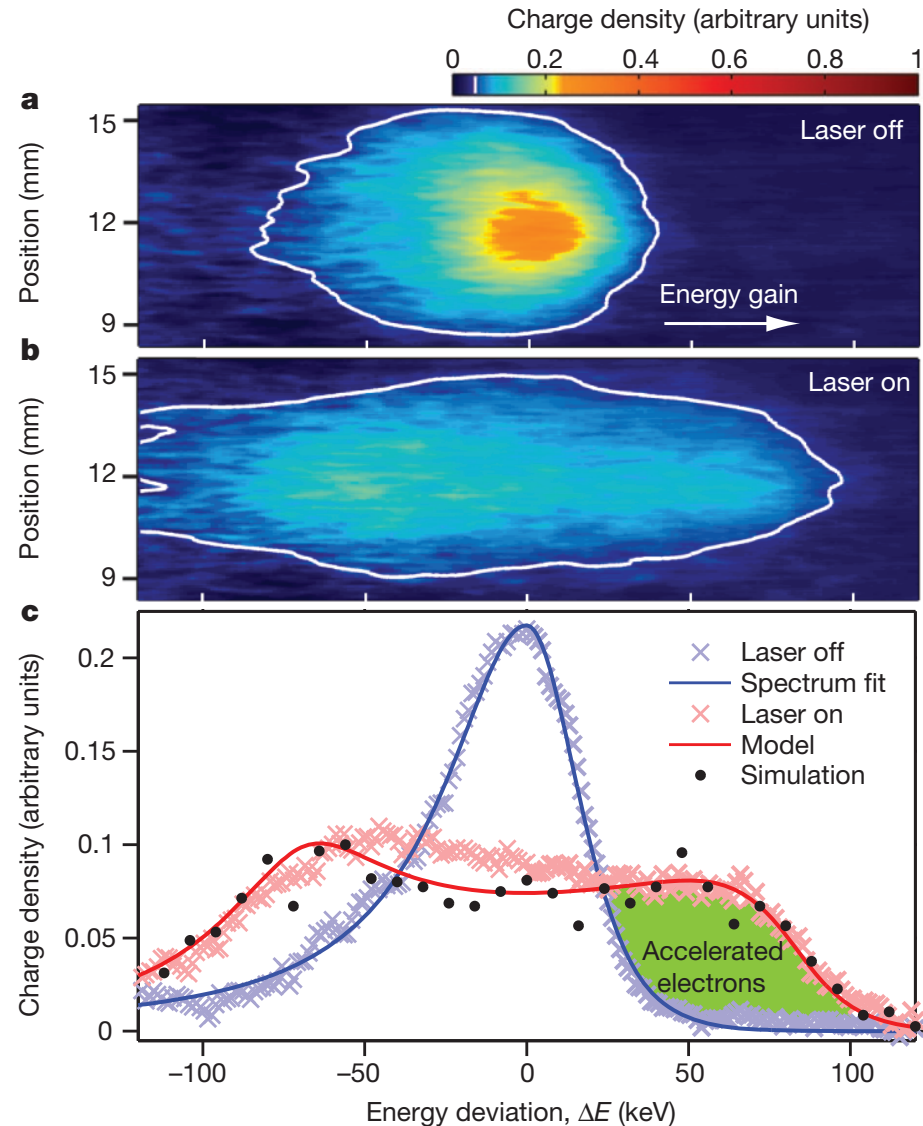 Charge density (arbitrary units)
0 0.2 0.4 0.6 0.8 1
a
Laser off
Position (mm)
15
12
9
Energy gain
b
Laser on
Position (mm)
15
12
9
c
Charge density (arbitrary units)
0.2
0.15
0.1
0.05
0
Laser off
Spectrum fit
Laser on
Model
Simulation
Accelerated
electrons
−100 −50 0 50 100
Energy deviation, ΔE (keV)